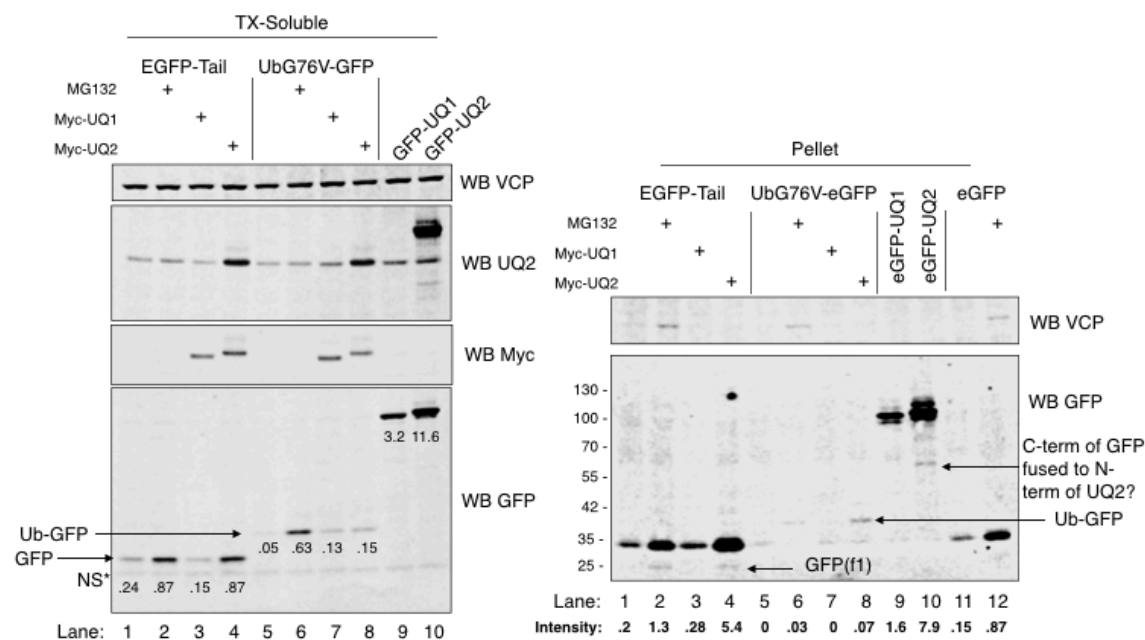 TX-Soluble
EGFP-Tail UbG76V-GFP
MG132 + +
Myc-UQ1 + +
Myc-UQ2 + +
GFP-UQ1
GFP-UQ2
WB VCP
WB UQ2
WB Myc
3.2 11.6
WB GFP
Ub-GFP
.05 .63 .13 .15
GFP
NS*
.24 .87 .15 .87
Lane: 1 2 3 4 5 6 7 8 9 10
Pellet
EGFP-Tail UbG76V-eGFP eGFP-UQ1 eGFP-UQ2 eGFP
MG132 + + +
Myc-UQ1 + +
Myc-UQ2 + +
WB VCP
130 -
WB GFP
100 -
70 -
C-term of GFP
fused to N-
term of UQ2?
55 -
42 -
Ub-GFP
35 -
25 -
GFP(f1)
Lane: 1 2 3 4 5 6 7 8 9 10 11 12
Intensity: .2 1.3 .28 5.4 0 .03 0 .07 1.6 7.9 .15 .87